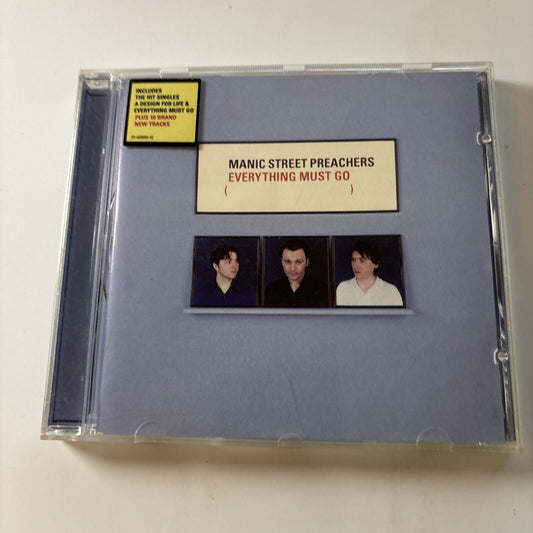 INCLUDES
THE HIT SINGLES
A DESIGN FOR LIFE &
EVERYTHING MUST GO
PLUS 10 BRAND
NEW TRACKS
MANIC STREET PREACHERS
EVERYTHING MUST GO
( )